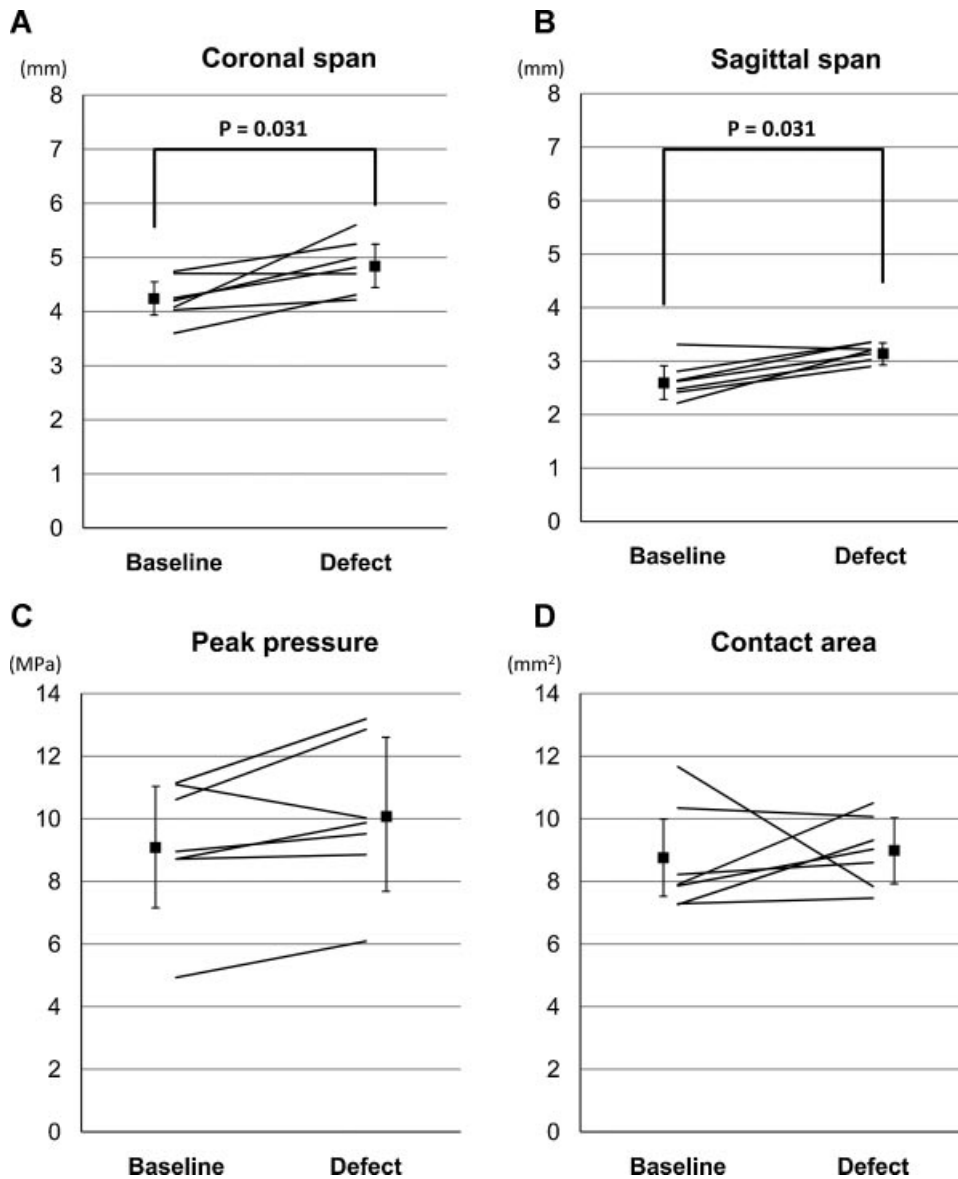 A
Coronal span
(mm)
8
P = 0.031
7
6
5
4
3
2
1
0
Baseline Defect
B
Sagittal span
(mm)
8
P = 0.031
7
6
5
4
3
2
1
0
Baseline Defect
C
Peak pressure
(MPa)
14
12
10
8
6
4
2
0
Baseline Defect
D
Contact area
(mm²)
14
12
10
8
6
4
2
0
Baseline Defect